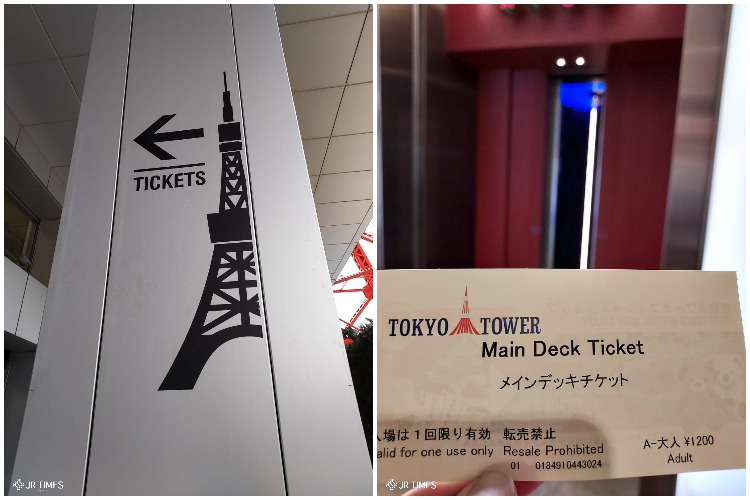 TICKETS
JR TIMES
TOKYO TOWER
Main Deck Ticket
メインデッキチケット
場は1回限り有効 転売禁止
for one use only Resale Prohibited
01 0184910443024
A-大人 ¥1200
Adult
JR TIMES